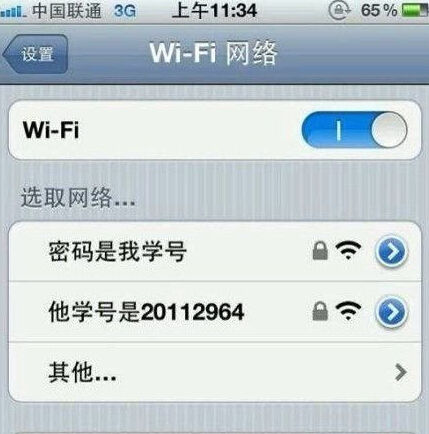 中国联通 3G 上午11:34 65%
设置 Wi-Fi 网络
Wi-Fi
选取网络...
密码是我学号
他学号是20112964
其他...